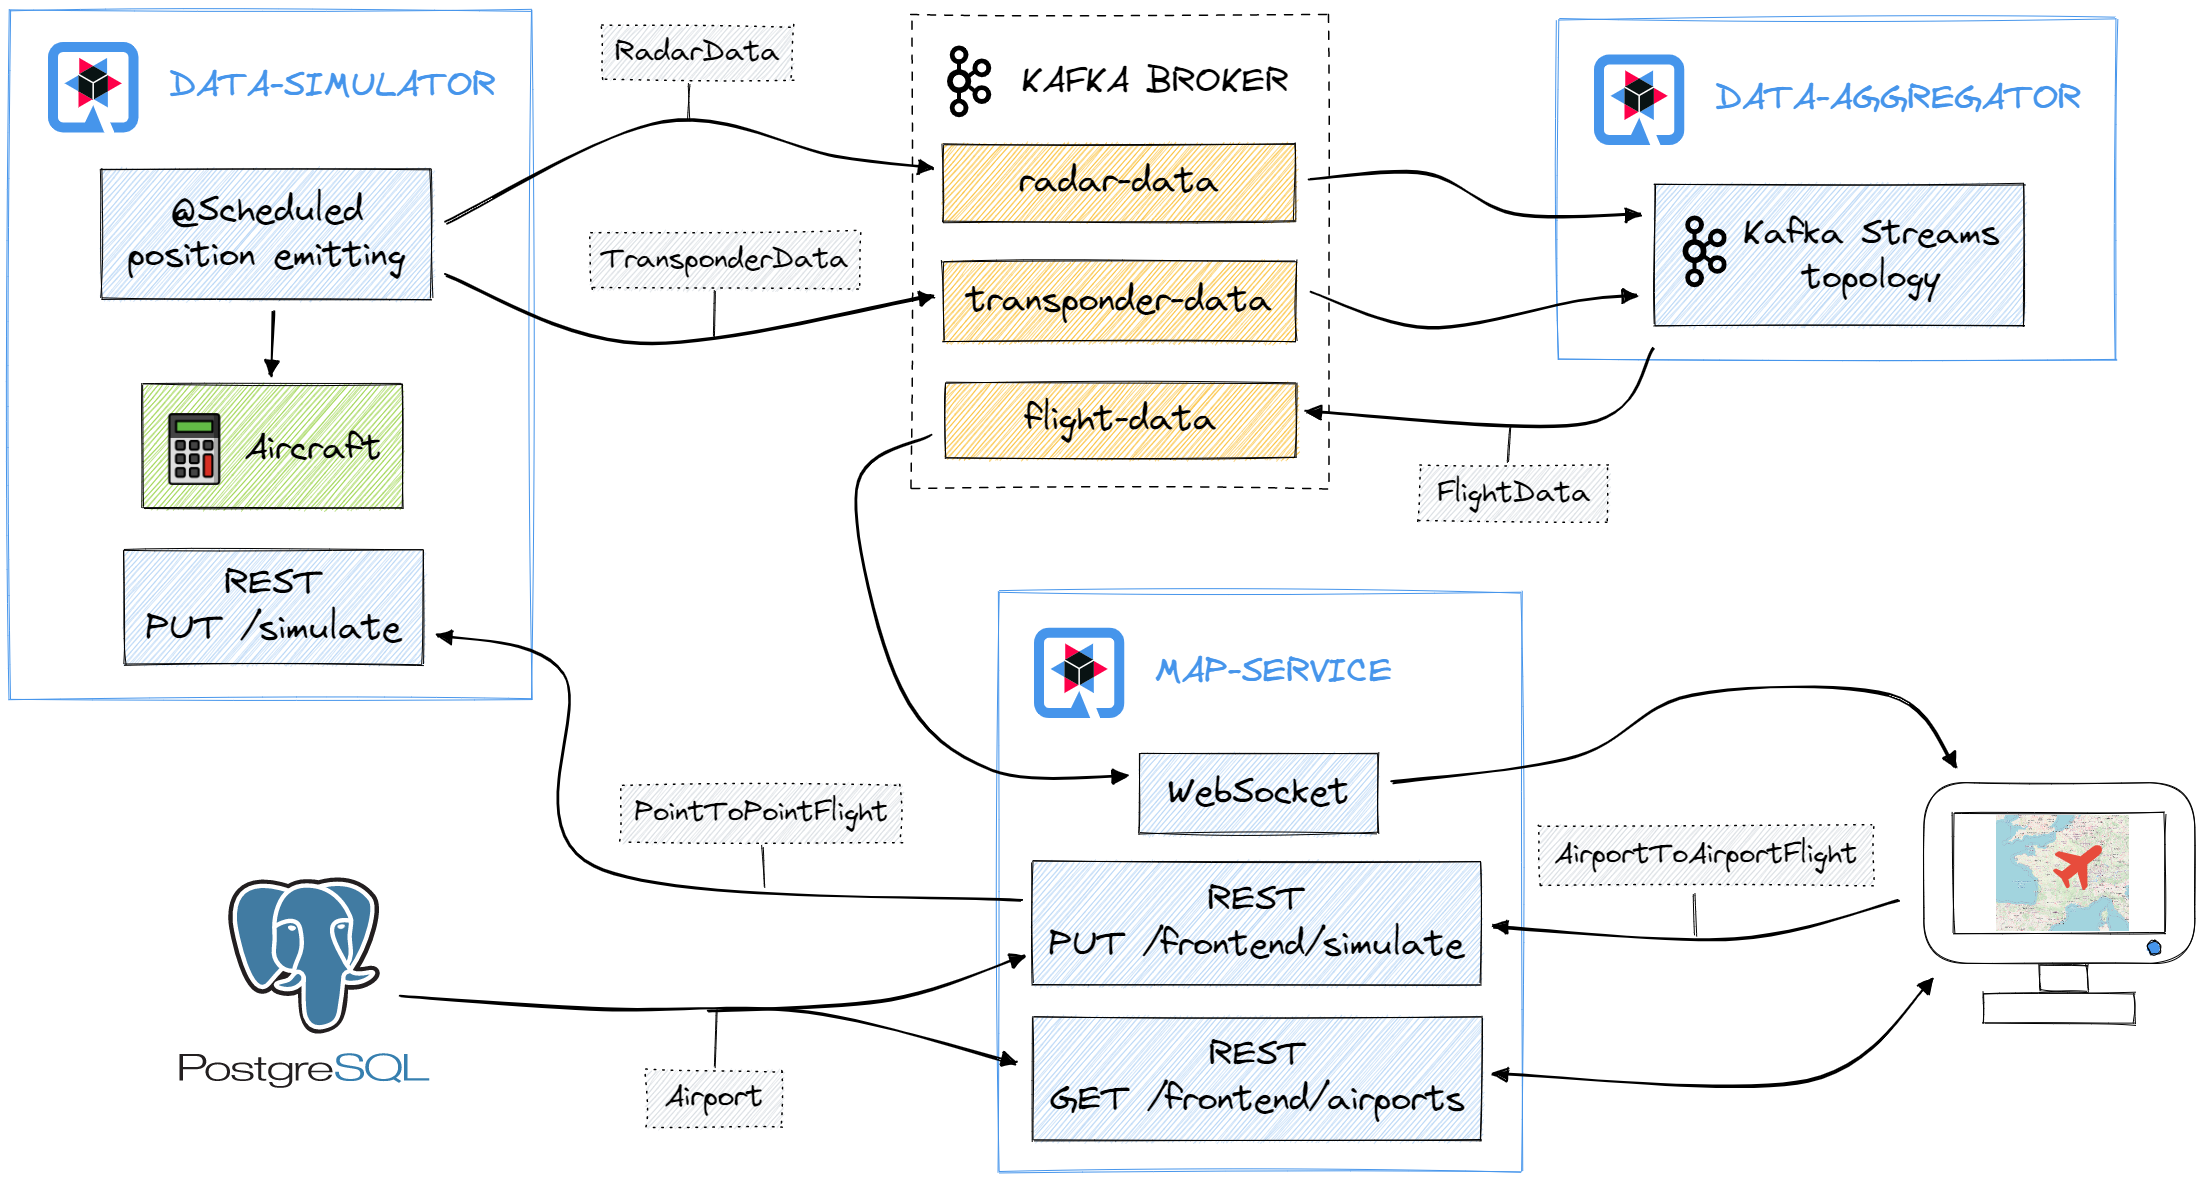 DATA-SIMULATOR
@Scheduled
position emitting
Aircraft
REST
PUT /simulate
RadarData
TransponderData
KAFKA BROKER
radar-data
transponder-data
flight-data
DATA-AGGREGATOR
Kafka Streams
topology
FlightData
MAP-SERVICE
WebSocket
REST
PUT /frontend/simulate
REST
GET /frontend/airports
PointToPointFlight
AirportToAirportFlight
PostgreSQL
Airport